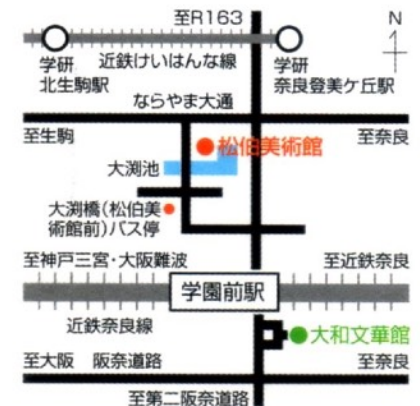 至R163
N
近鉄けいはんな線
学研
北生駒駅
学研
奈良登美ケ丘駅
ならやま大通
至生駒
至奈良
松伯美術館
大渕池
大渕橋(松伯美
術館前)バス停
至神戸三宮・大阪難波
至近鉄奈良
学園前駅
近鉄奈良線
大和文華館
至大阪
阪奈道路
至奈良
至第二阪奈道路